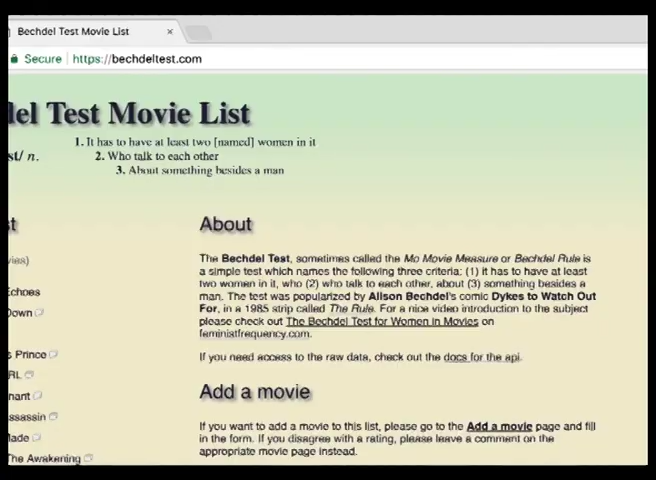 Bechdel Test Movie List ×
Secure https://bechdeltest.com
del Test Movie List
1. It has to have at least two [named] women in it
st/ n.
2. Who talk to each other
3. About something besides a man
st
About
vies)
The Bechdel Test, sometimes called the Mo Movie Measure or Bechdel Rule is
a simple test which names the following three criteria: (1) it has to have at least
two women in it, who (2) who talk to each other, about (3) something besides a
man. The test was popularized by Alison Bechdel's comic Dykes to Watch Out
For, in a 1985 strip called The Rule. For a nice video introduction to the subject
please check out The Bechdel Test for Women in Movies on
feministfrequency.com.
Echoes
Down
s Prince
If you need access to the raw data, check out the docs for the api.
RL
nant
Add a movie
assassin
Made
The Awakening
If you want to add a movie to this list, please go to the Add a movie page and fill
in the form. If you disagree with a rating, please leave a comment on the
appropriate movie page instead.